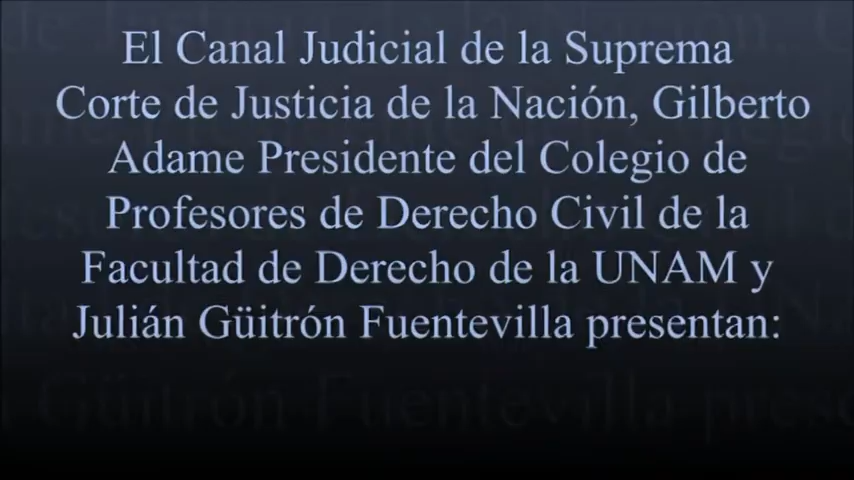 El Canal Judicial de la Suprema
Corte de Justicia de la Nación, Gilberto
Adame Presidente del Colegio de
Profesores de Derecho Civil de la
Facultad de Derecho de la UNAM y
Julián Güitrón Fuentevilla presentan: